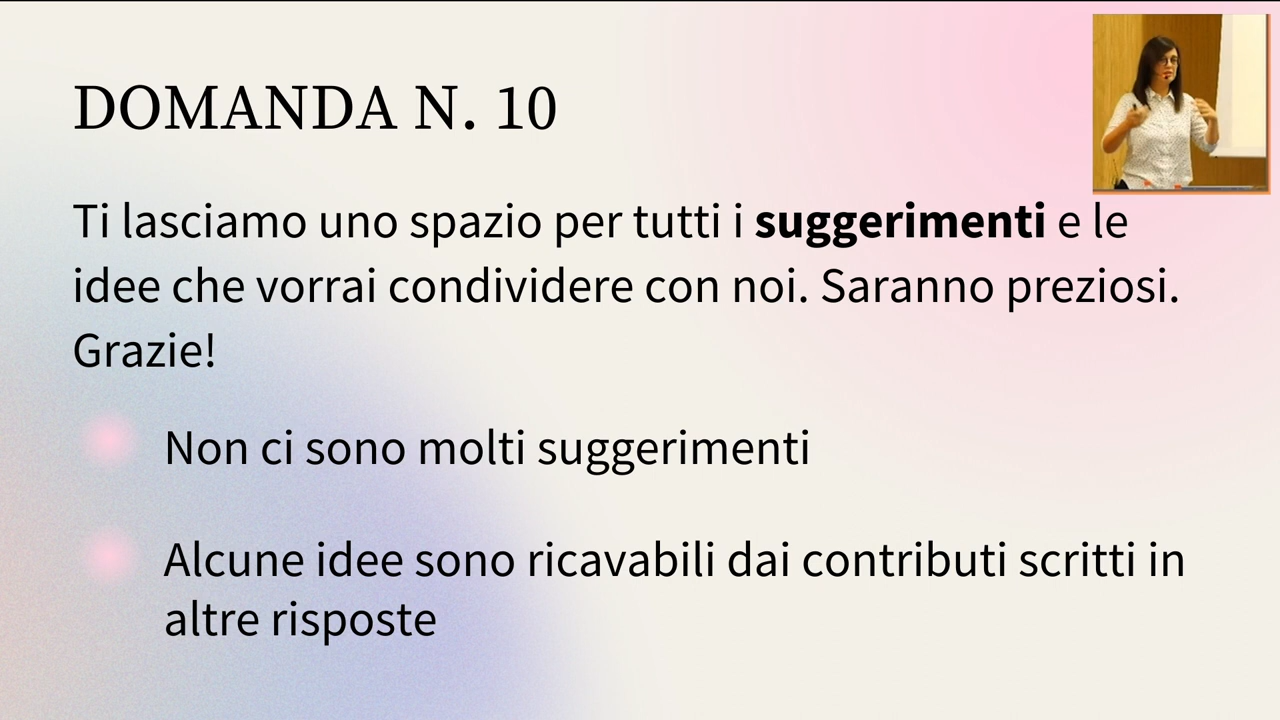 DOMANDA N. 10
Ti lasciamo uno spazio per tutti i suggerimenti e le
idee che vorrai condividere con noi. Saranno preziosi.
Grazie!
Non ci sono molti suggerimenti
Alcune idee sono ricavabili dai contributi scritti in
altre risposte